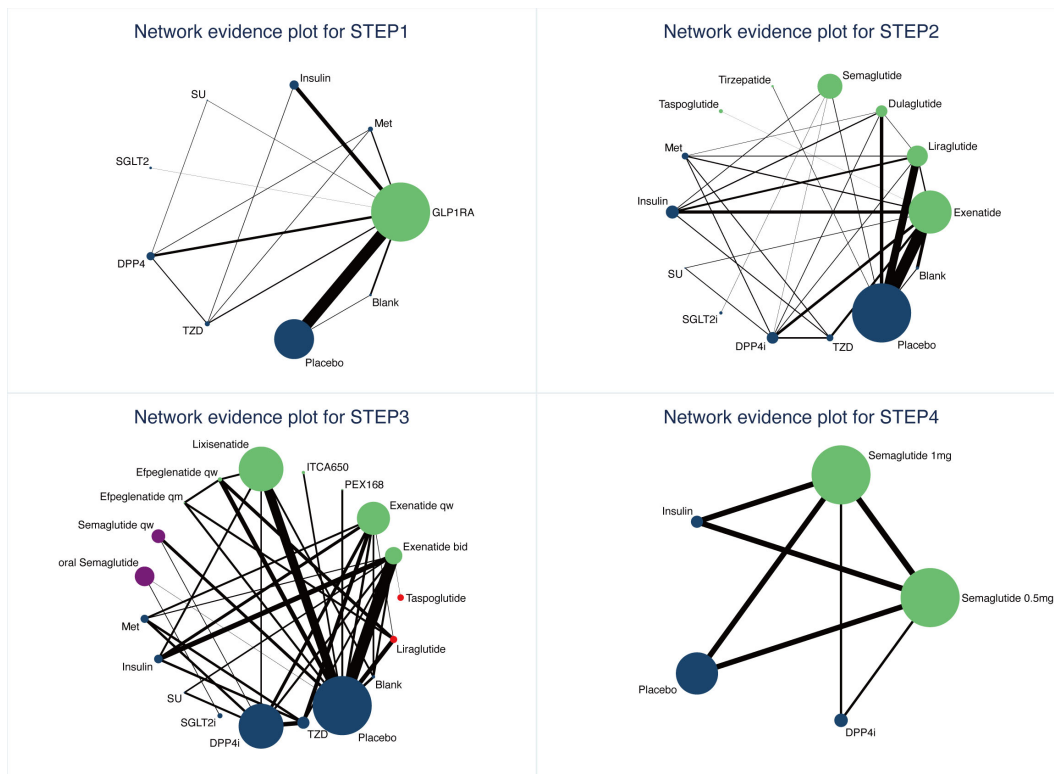 Network evidence plot for STEP1
Insulin
SU
Met
SGLT2
GLP1RA
DPP4
Blank
TZD
Placebo
Network evidence plot for STEP2
Semaglutide
Tirzepatide
Dulaglutide
Taspoglutide
Met
Liraglutide
Insulin
Exenatide
SU
Blank
SGLT2i
DPP4i
TZD
Placebo
Network evidence plot for STEP3
Lixisenatide
Efpeglenatide qw
ITCA650
PEX168
Efpeglenatide qm
Exenatide qw
Semaglutide qw
Exenatide bid
oral Semaglutide
Taspoglutide
Met
Liraglutide
Insulin
Blank
SU
SGLT2i
TZD
Placebo
DPP4i
Network evidence plot for STEP4
Semaglutide 1mg
Insulin
Semaglutide 0.5mg
Placebo
DPP4i